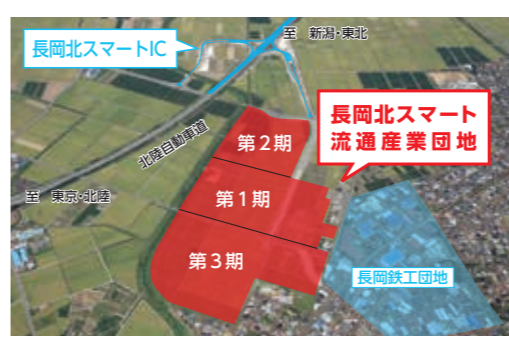 長岡北スマートIC
至 新潟・東北
長岡北スマート
流通産業団地
北陸自動車道
第2期
至 東京・北陸
第1期
第3期
長岡鉄工団地